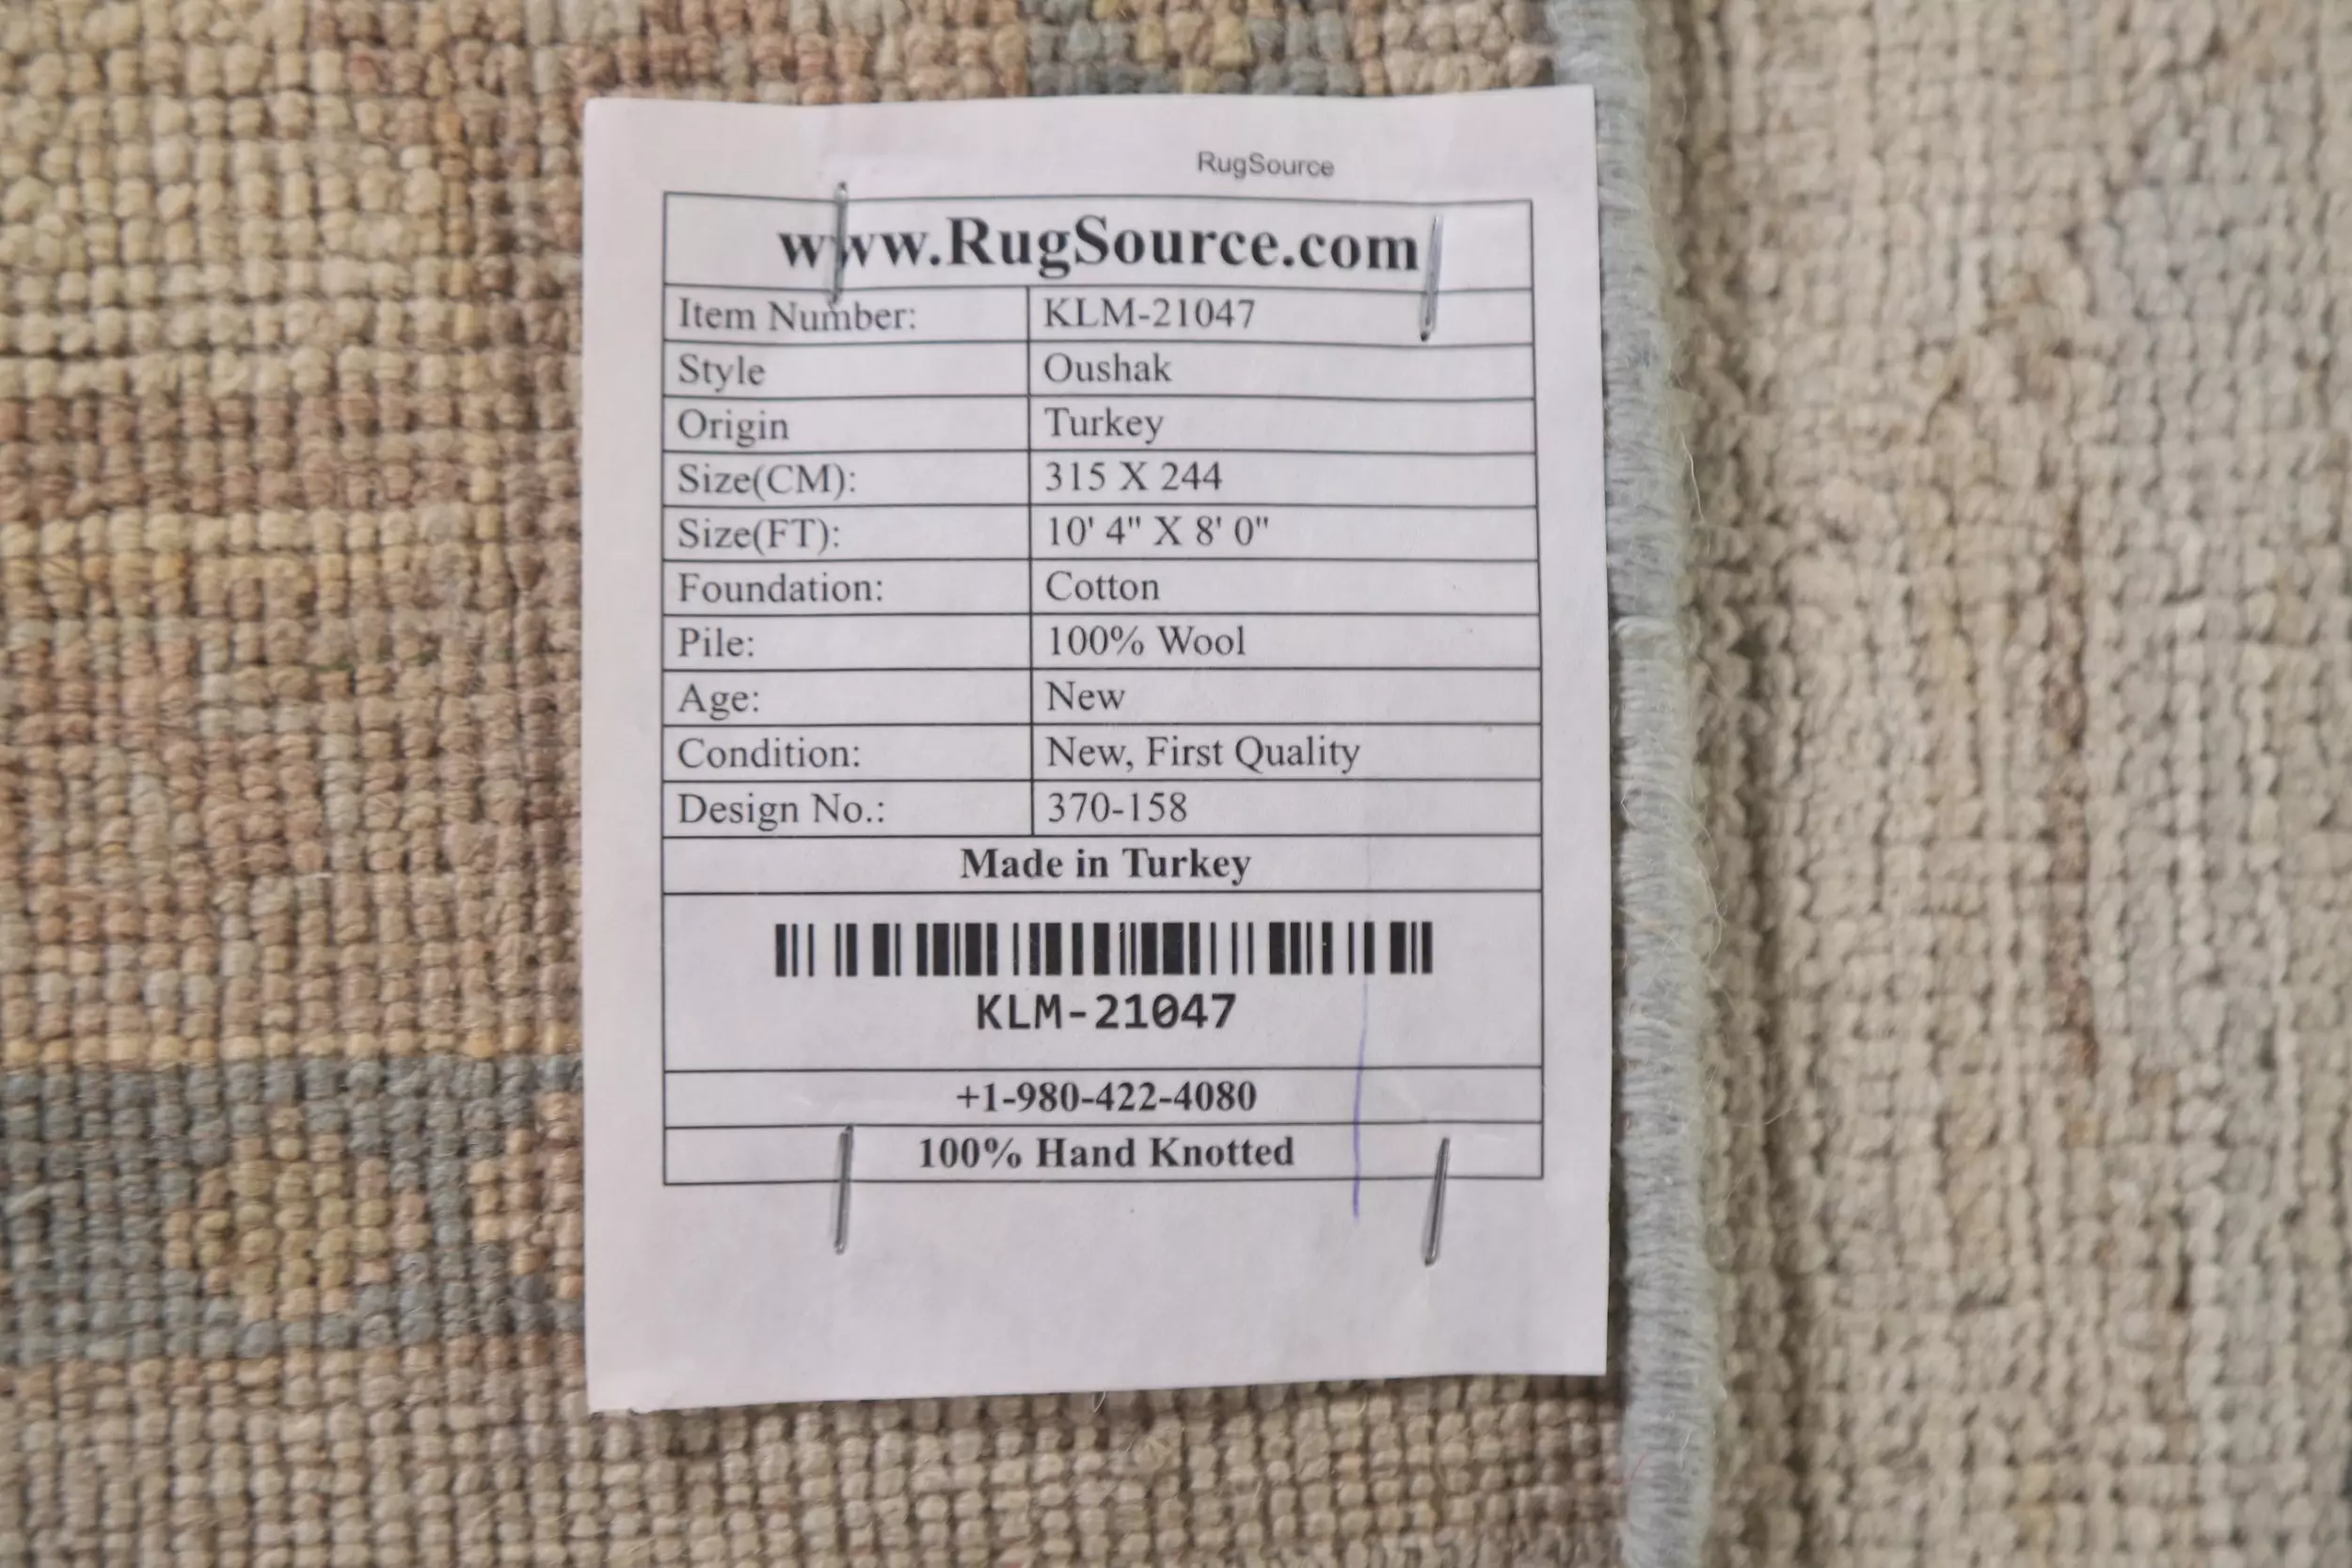 RugSource
www.RugSource.com
Item Number: KLM-21047
Style Oushak
Origin Turkey
Size(CM): 315 X 244
Size(FT): 10' 4" X 8' 0"
Foundation: Cotton
Pile: 100% Wool
Age: New
Condition: New, First Quality
Design No.: 370-158
Made in Turkey
KLM-21047
+1-980-422-4080
100% Hand Knotted